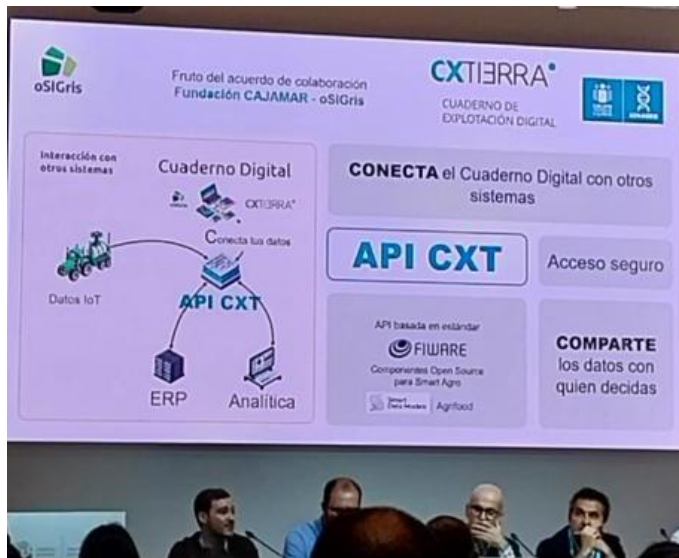 oSIGris
Fruto del acuerdo de colaboración
Fundación CAJAMAR - oSIGris
CXTIERRA
CUADERNO DE
EXPLOTACIÓN DIGITAL
Interacción con
otros sistemas
Cuaderno Digital
CXTIERRA
Conecta tus datos
API CXT
Datos IoT
ERP
Analítica
CONECTA el Cuaderno Digital con otros
sistemas
API CXT
Acceso seguro
API basada en estándar
FIWARE
Componentes Open Source
para Smart Agro
Smart
Data Models
Agrifood
COMPARTE
los datos con
quien decidas